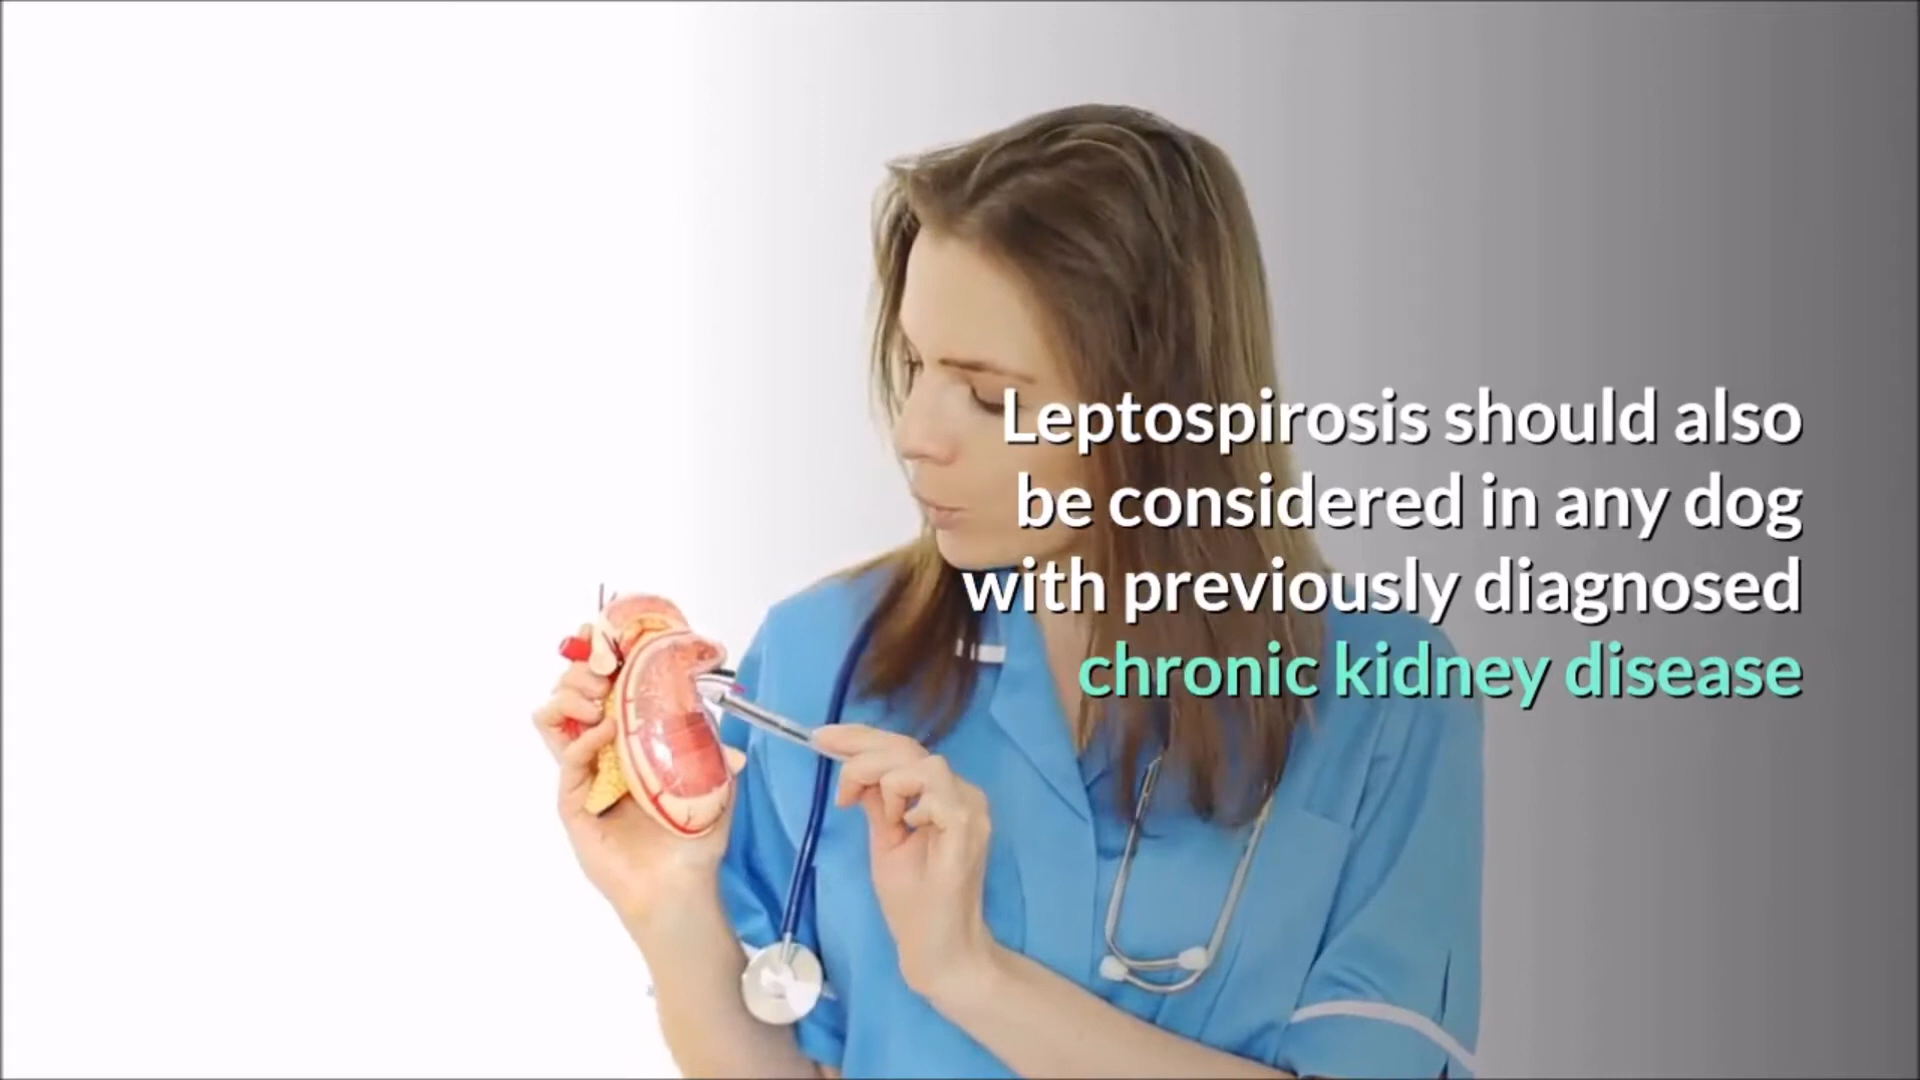 Leptospirosis should also
be considered in any dog
with previously diagnosed
chronic kidney disease